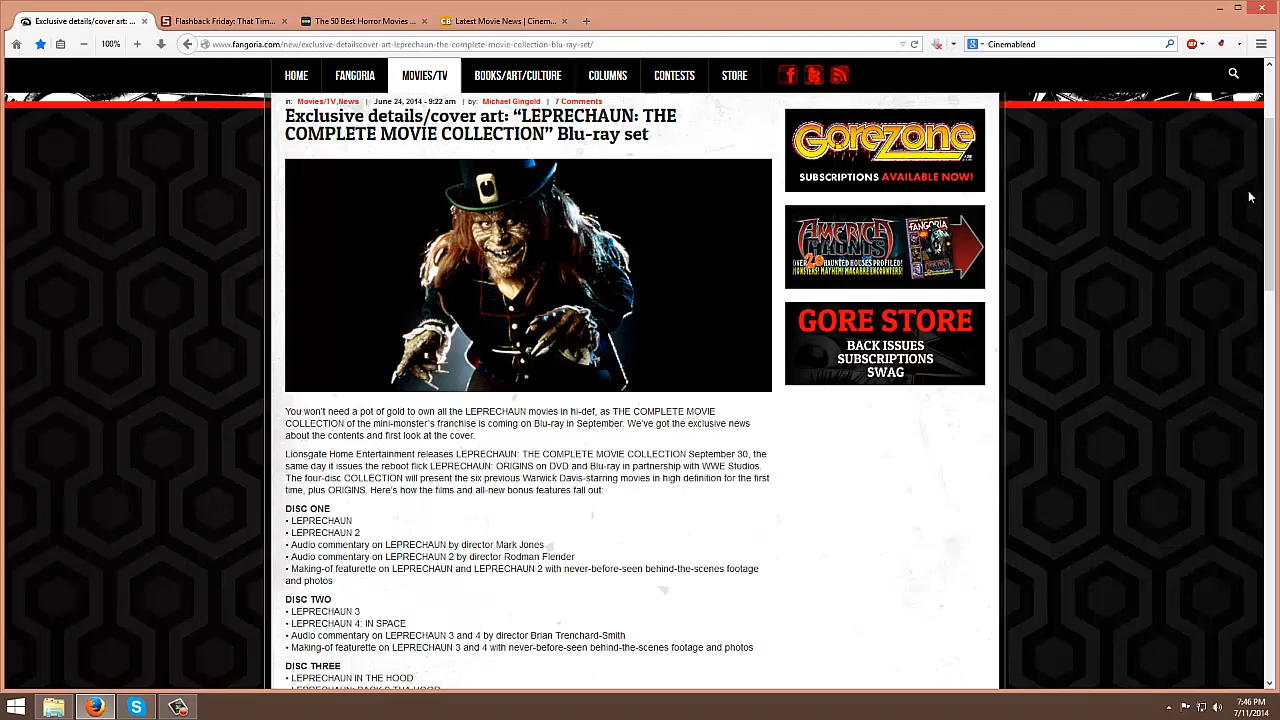 Exclusive details/cover art: ...
Flashback Friday: That Tim...
The 50 Best Horror Movies ...
Latest Movie News | Cinem...
100%
www.fangoria.com/new/exclusive-detailscover-art-leprechaun-the-complete-movie-collection-blu-ray-set/
Cinemablend
HOME
FANGORIA
MOVIES/TV
BOOKS/ART/CULTURE
COLUMNS
CONTESTS
STORE
in: Movies/TV,News | June 24, 2014 - 9:22 am | by: Michael Gingold | 7 Comments
Exclusive details/cover art: “LEPRECHAUN: THE
COMPLETE MOVIE COLLECTION” Blu-ray set
You won’t need a pot of gold to own all the LEPRECHAUN movies in hi-def, as THE COMPLETE MOVIE
COLLECTION of the mini-monster’s franchise is coming on Blu-ray in September. We’ve got the exclusive news
about the contents and first look at the cover.
Lionsgate Home Entertainment releases LEPRECHAUN: THE COMPLETE MOVIE COLLECTION September 30, the
same day it issues the reboot flick LEPRECHAUN: ORIGINS on DVD and Blu-ray in partnership with WWE Studios.
The four-disc COLLECTION will present the six previous Warwick Davis-starring movies in high definition for the first
time, plus ORIGINS. Here’s how the films and all-new bonus features fall out:
DISC ONE
• LEPRECHAUN
• LEPRECHAUN 2
• Audio commentary on LEPRECHAUN by director Mark Jones
• Audio commentary on LEPRECHAUN 2 by director Rodman Flender
• Making-of featurette on LEPRECHAUN and LEPRECHAUN 2 with never-before-seen behind-the-scenes footage
and photos
DISC TWO
• LEPRECHAUN 3
• LEPRECHAUN 4: IN SPACE
• Audio commentary on LEPRECHAUN 3 and 4 by director Brian Trenchard-Smith
• Making-of featurette on LEPRECHAUN 3 and 4 with never-before-seen behind-the-scenes footage and photos
DISC THREE
• LEPRECHAUN IN THE HOOD
• LEPRECHAUN: BACK 2 THA HOOD
GOREZONE
SUBSCRIPTIONS AVAILABLE NOW!
AMERICA
HAUNTS
2.0
OVER 20 HAUNTED HOUSES PROFILED!
MONSTERS! MAYHEM! MACABRE ENCOUNTERS!
FANGORIA
GORE STORE
BACK ISSUES
SUBSCRIPTIONS
SWAG
7:46 PM
7/11/2014